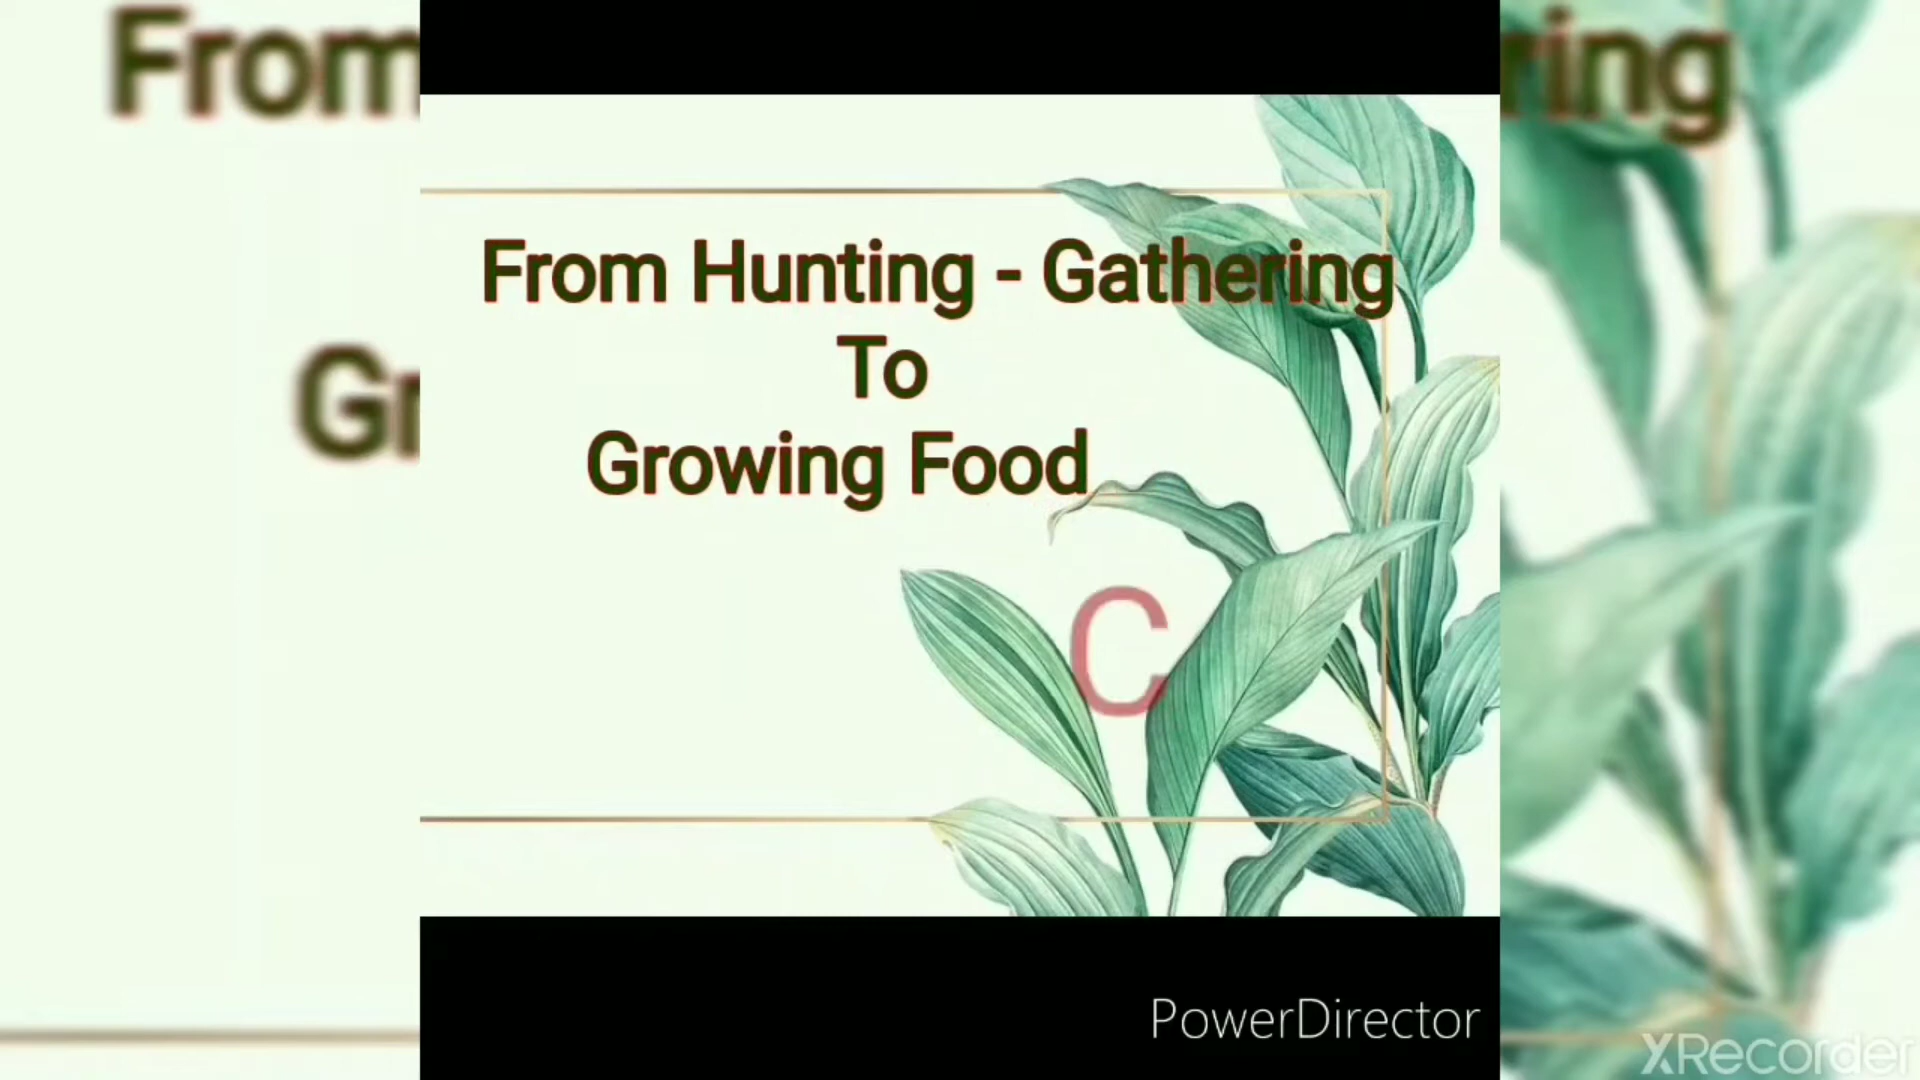 From Hunting - Gathering
To
Growing Food
C
PowerDirector
XRecorder